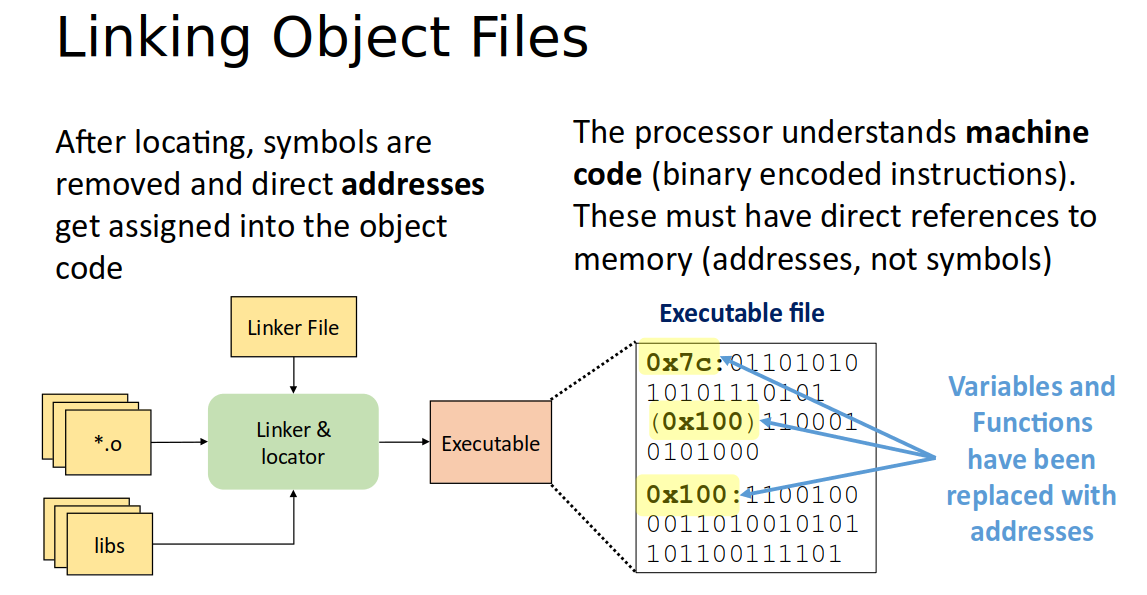 Linking Object Files
After locating, symbols are
removed and direct addresses
get assigned into the object
code
The processor understands machine
code (binary encoded instructions).
These must have direct references to
memory (addresses, not symbols)
Linker File
*.o
libs
Linker &
locator
Executable
Executable file
0x7c:01101010
10101110101
(0x100)110001
0101000
0x100:1100100
0011010010101
101100111101
Variables and
Functions
have been
replaced with
addresses